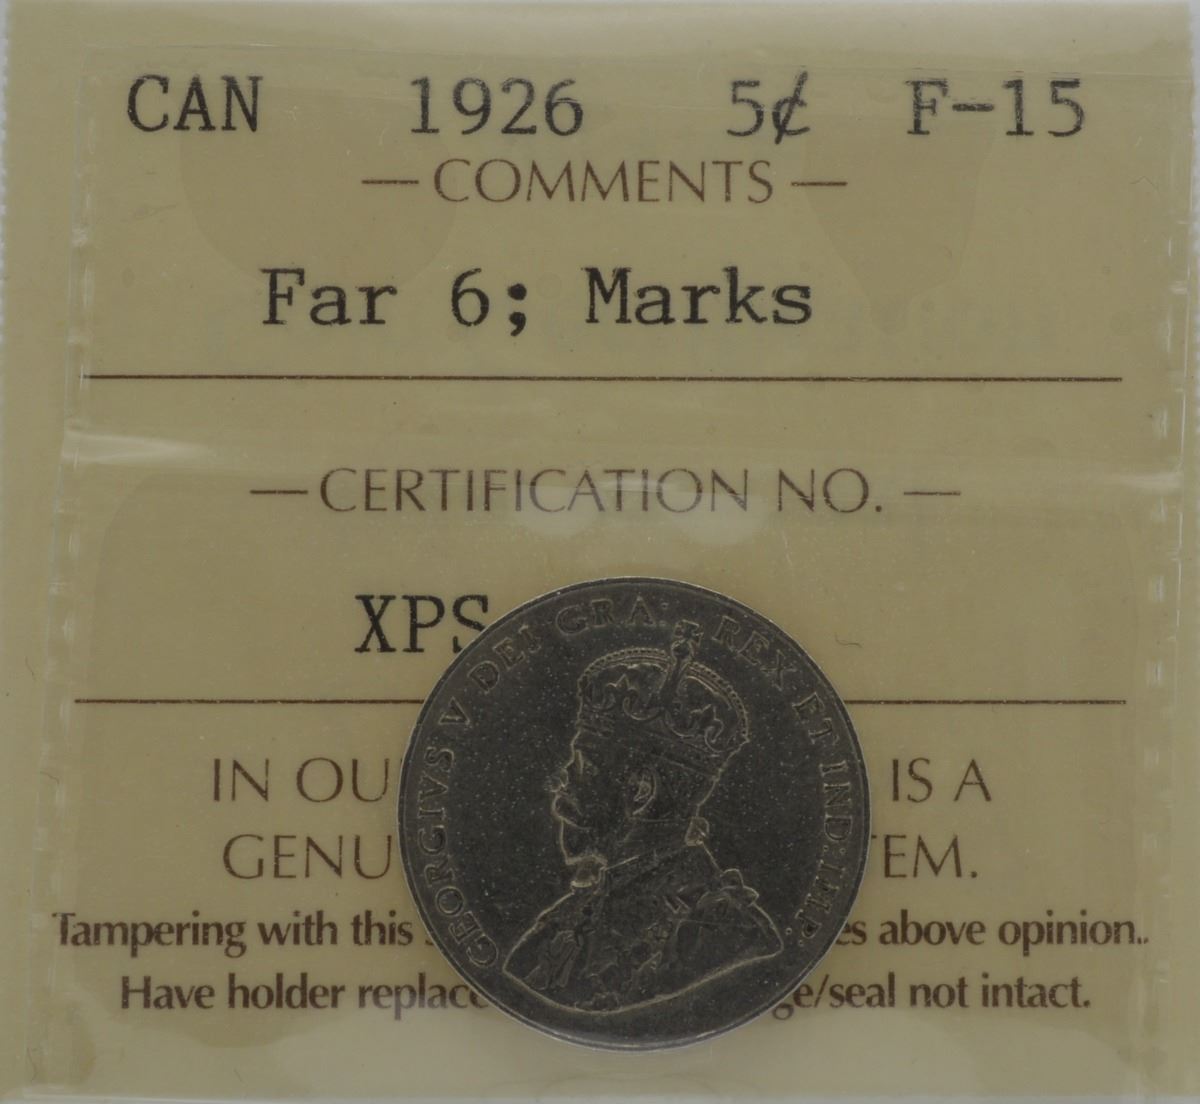 CAN 1926 5¢ F-15
— COMMENTS —
Far 6; Marks
— CERTIFICATION NO. —
XPS
IN OU IS A
GENU EM.
Tampering with this es above opinion..
Have holder replace ge/seal not intact.
GEORGIVS V DEI GRA: REX ET IND: IMP: